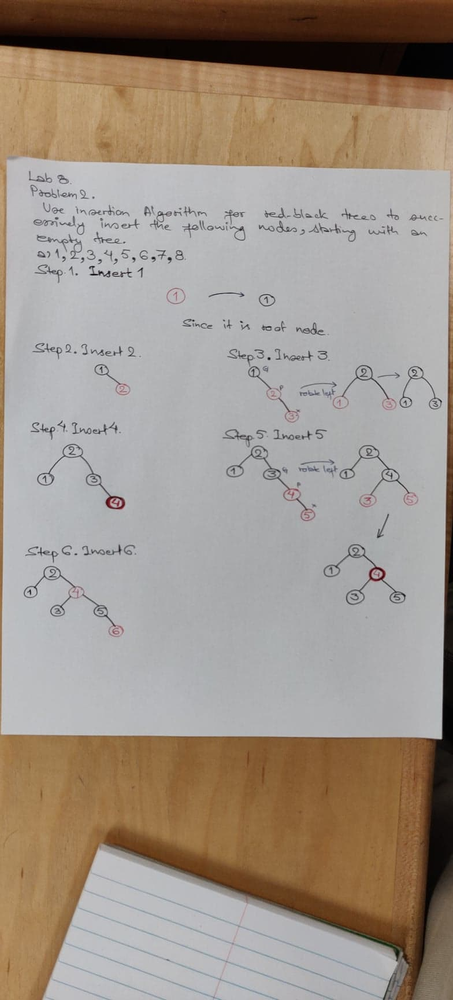 Lab 8.
Problem 2.
Use insertion Algorithm for red-black trees to succ-
essively insert the following nodes, starting with an
empty tree.
a) 1, 2, 3, 4, 5, 6, 7, 8.
Step. 1. Insert 1
1 1
Since it is root node.
Step 2. Insert 2.
1
2
Step.3. Insert 3.
1 G
2 P
3 x
rotate left
2
1 3
2
1 3
Step.4. Insert 4.
2
1 3
4
Step.5. Insert 5
2
1 3 G
4 P
5 x
rotate left
2
1 4
3 5
2
1 4
3 5
Step 6. Insert 6.
2
1 4
3 5
6